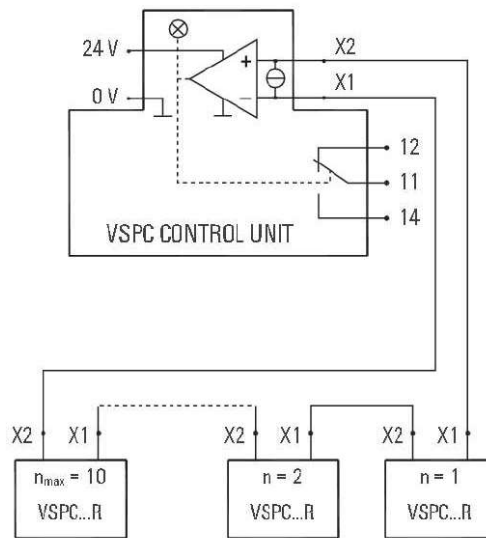 24 V
0 V
+
−
X2
X1
12
11
14
VSPC CONTROL UNIT
X2 X1 X2 X1 X2 X1
nmax = 10 n = 2 n = 1
VSPC...R VSPC...R VSPC...R